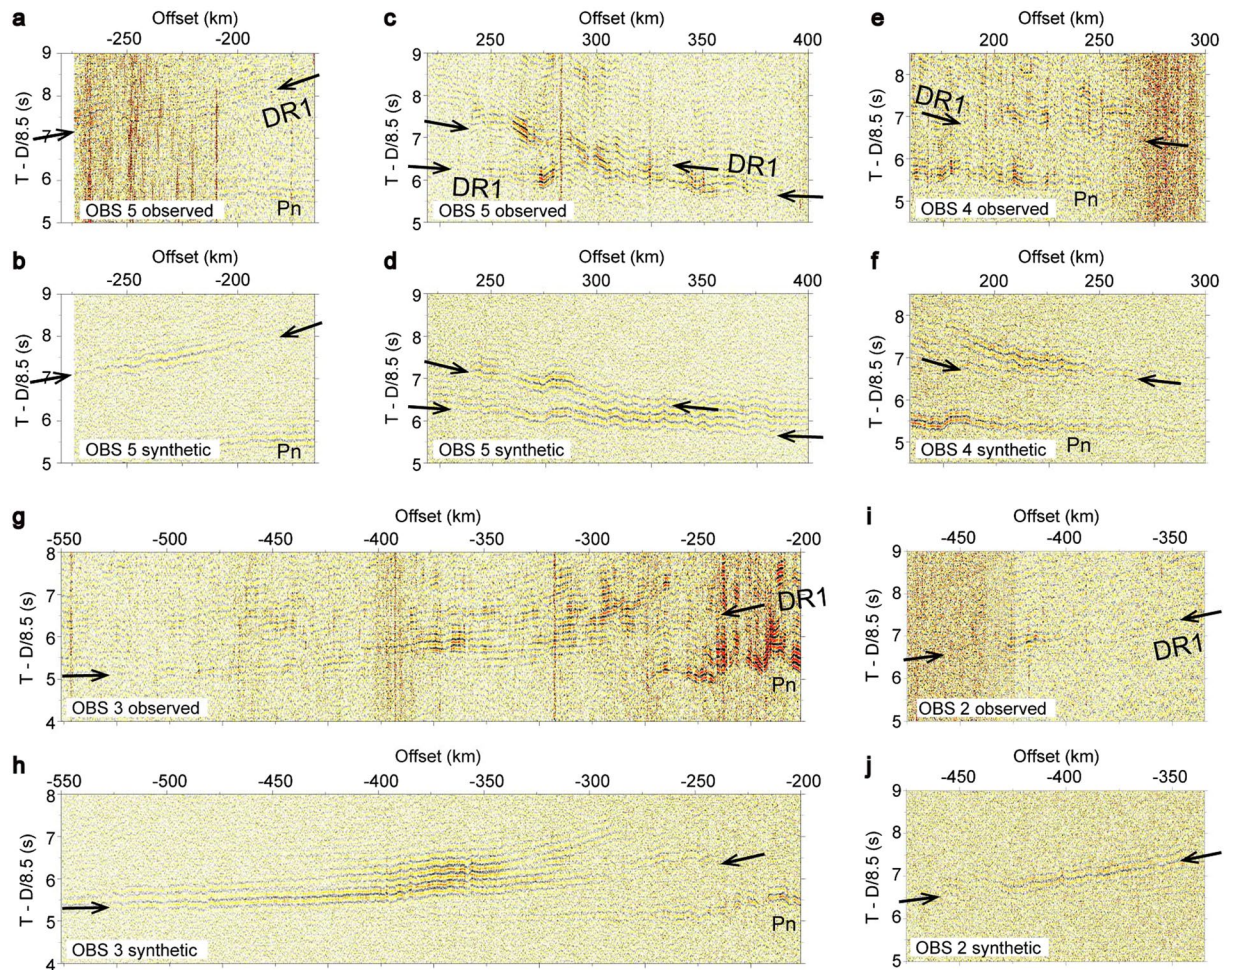 a
Offset (km)
-250 -200
9
8
7
6
5
T - D/8.5 (s)
DR1
Pn
OBS 5 observed
c
Offset (km)
250 300 350 400
9
8
7
6
5
T - D/8.5 (s)
DR1
DR1
OBS 5 observed
e
Offset (km)
200 250 300
8
7
6
5
T - D/8.5 (s)
DR1
Pn
OBS 4 observed
b
Offset (km)
-250 -200
9
8
7
6
5
T - D/8.5 (s)
Pn
OBS 5 synthetic
d
Offset (km)
250 300 350 400
9
8
7
6
5
T - D/8.5 (s)
OBS 5 synthetic
f
Offset (km)
200 250 300
8
7
6
5
T - D/8.5 (s)
Pn
OBS 4 synthetic
g
Offset (km)
-550 -500 -450 -400 -350 -300 -250 -200
8
7
6
5
4
T - D/8.5 (s)
DR1
Pn
OBS 3 observed
i
Offset (km)
-450 -400 -350
9
8
7
6
5
T - D/8.5 (s)
DR1
OBS 2 observed
h
Offset (km)
-550 -500 -450 -400 -350 -300 -250 -200
8
7
6
5
4
T - D/8.5 (s)
Pn
OBS 3 synthetic
j
Offset (km)
-450 -400 -350
9
8
7
6
5
T - D/8.5 (s)
OBS 2 synthetic